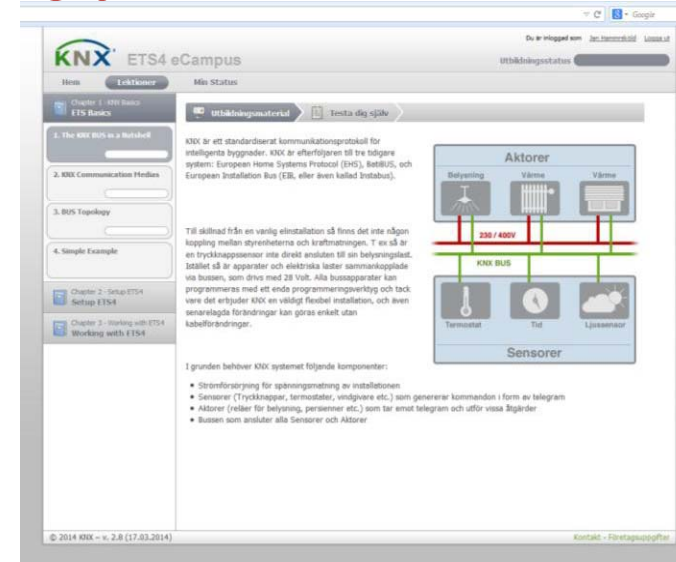 Google
Du är inloggad som Jan Hammrskiöld Logga ut
KNX ETS4 eCampus
Utbildningsstatus
Hem Lektioner Min Status
Chapter 1 - KNX Basics
ETS Basics
Utbildningsmaterial Testa dig själv
1. The KNX BUS in a Nutshell
2. KNX Communication Medias
3. BUS Topology
4. Simple Example
Chapter 2 - Setup ETS4
Setup ETS4
Chapter 3 - Working with ETS4
Working with ETS4
KNX är ett standardiserat kommunikationsprotokoll för
intelligenta byggnader. KNX är efterföljaren till tre tidigare
system: European Home Systems Protocol (EHS), BatiBUS, och
European Installation Bus (EIB, eller även kallad Instabus).
Till skillnad från en vanlig elinstallation så finns det inte någon
koppling mellan styrenheterna och kraftmatningen. T ex så är
en tryckknappssensor inte direkt ansluten till sin belysningslast.
Istället så är apparater och elektriska laster sammankopplade
via bussen, som drivs med 28 Volt. Alla bussapparater kan
programmeras med ett enda programmeringsverktyg och tack
vare det erbjuder KNX en väldigt flexibel installation, och även
senarelagda förändringar kan göras enkelt utan
kabelförändringar.
Aktorer
Belysning Värme Värme
230 / 400V
KNX BUS
Termostat Tid Ljussensor
Sensorer
I grunden behöver KNX systemet följande komponenter:
• Strömförsörjning för spänningsmatning av installationen
• Sensorer (Tryckknappar, termostater, vindgivare etc.) som genererar kommandon i form av telegram
• Aktorer (reläer för belysning, persienner etc.) som tar emot telegram och utför vissa åtgärder
• Bussen som ansluter alla Sensorer och Aktorer
© 2014 KNX - v. 2.8 (17.03.2014)
Kontakt - Företagsuppgifter